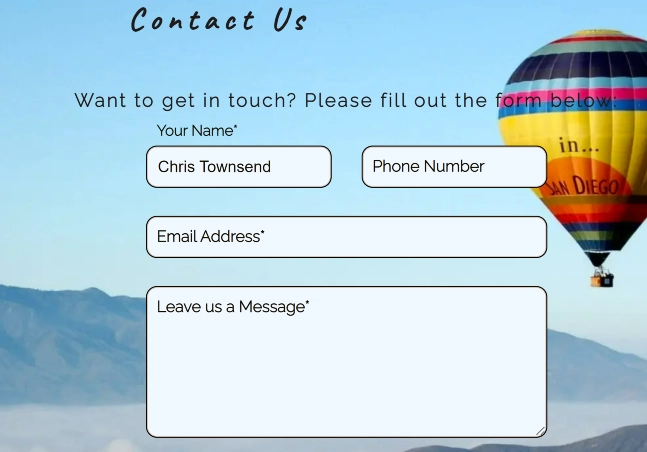 Contact Us
Want to get in touch? Please fill out the form below:
Your Name*
Chris Townsend
Phone Number
in...
SAN DIEGO
Email Address*
Leave us a Message*